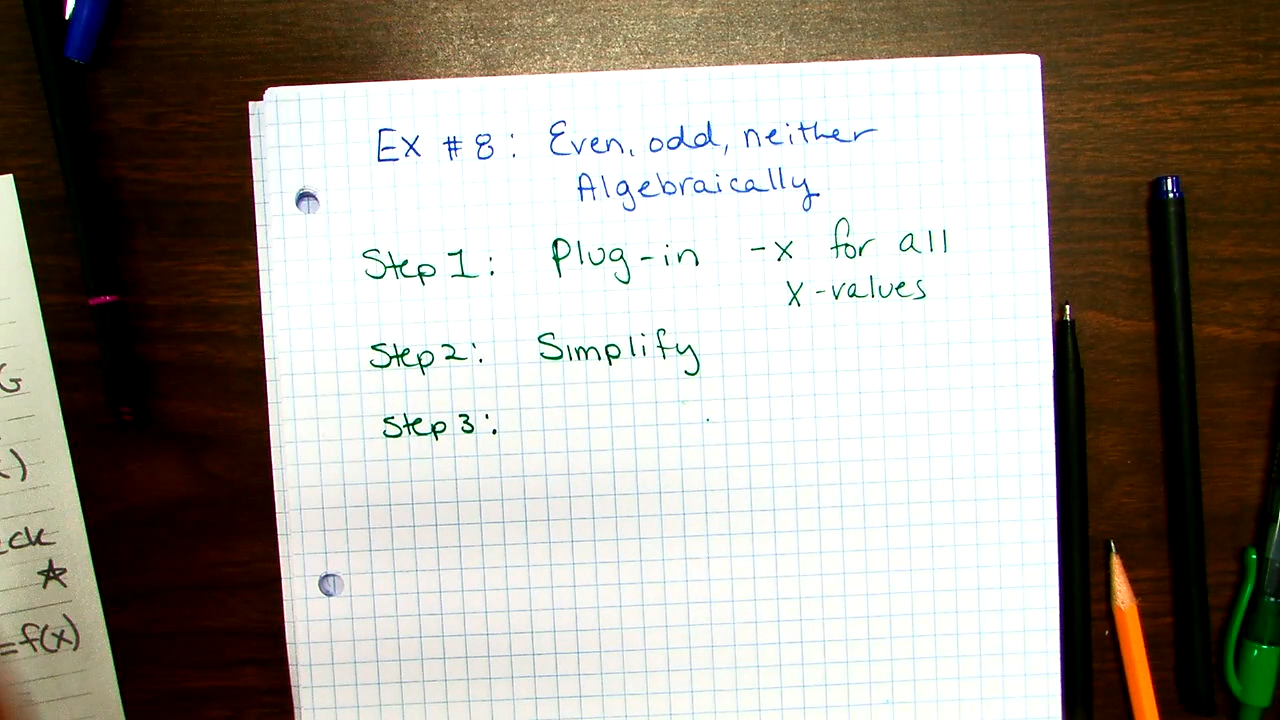 Ex # 8 : Even, odd, neither
Algebraically
Step 1 : Plug-in -x for all
x-values
Step 2 : Simplify
Step 3 :
G
)
ck
☆
=f(x)